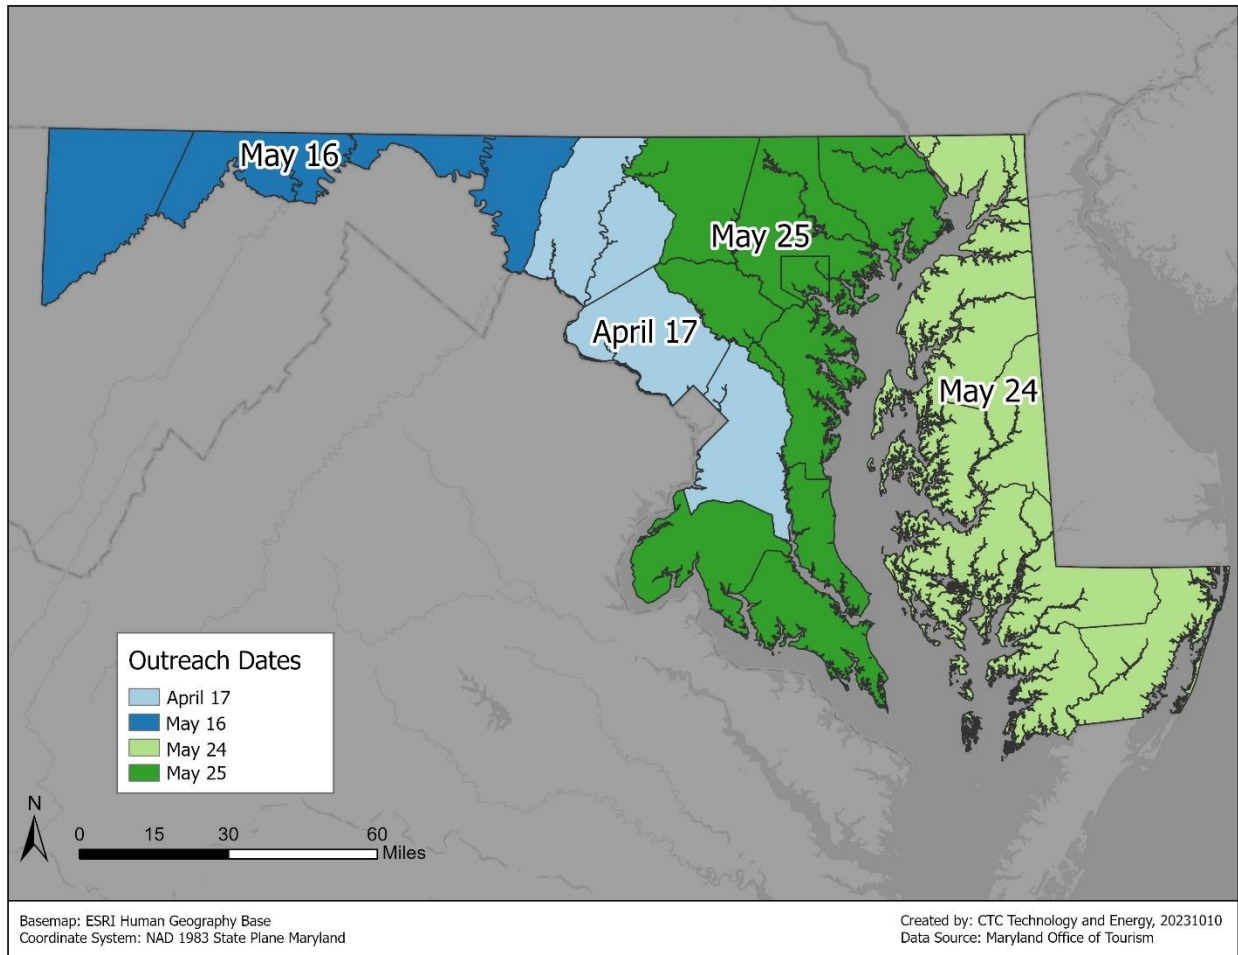 May 16
May 25
April 17
May 24
Outreach Dates
April 17
May 16
May 24
May 25
N
0 15 30 60
Miles
Basemap: ESRI Human Geography Base
Coordinate System: NAD 1983 State Plane Maryland
Created by: CTC Technology and Energy, 20231010
Data Source: Maryland Office of Tourism